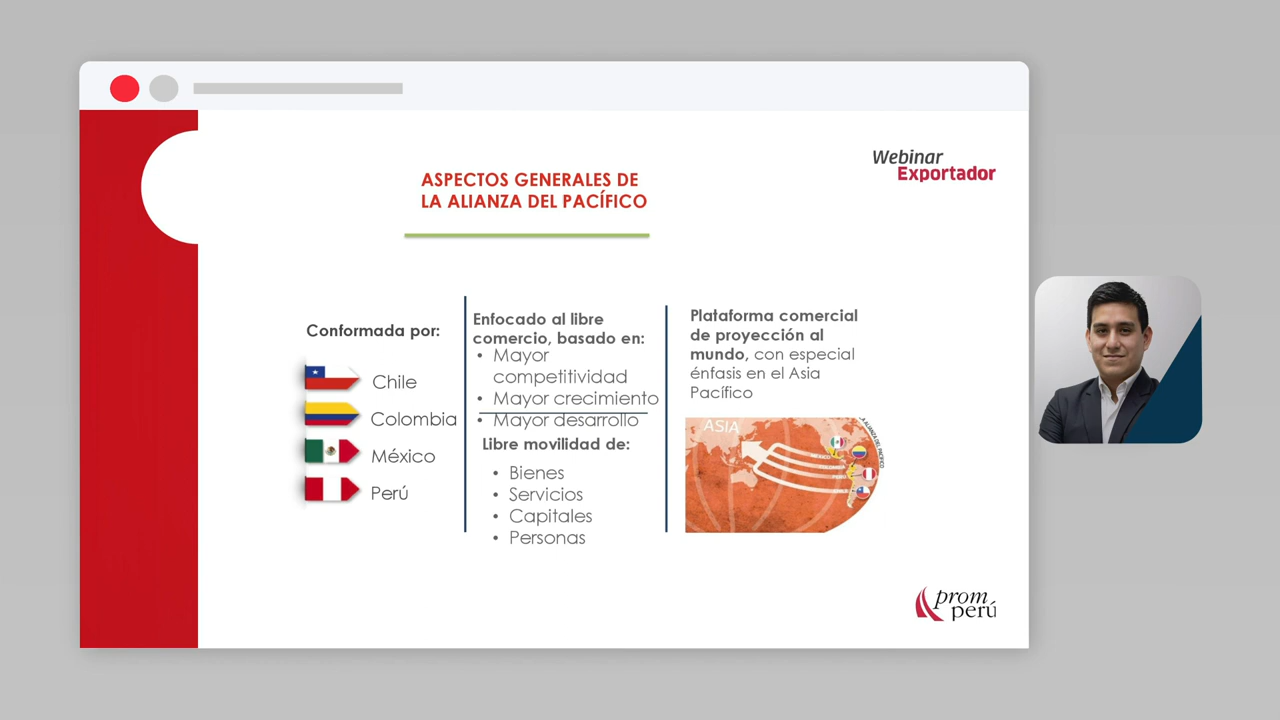 Webinar
Exportador
ASPECTOS GENERALES DE
LA ALIANZA DEL PACÍFICO
Conformada por:
Chile
Colombia
México
Perú
Enfocado al libre
comercio, basado en:
• Mayor
competitividad
• Mayor crecimiento
• Mayor desarrollo
Libre movilidad de:
• Bienes
• Servicios
• Capitales
• Personas
Plataforma comercial
de proyección al
mundo, con especial
énfasis en el Asia
Pacífico
ASIA
prom
perú